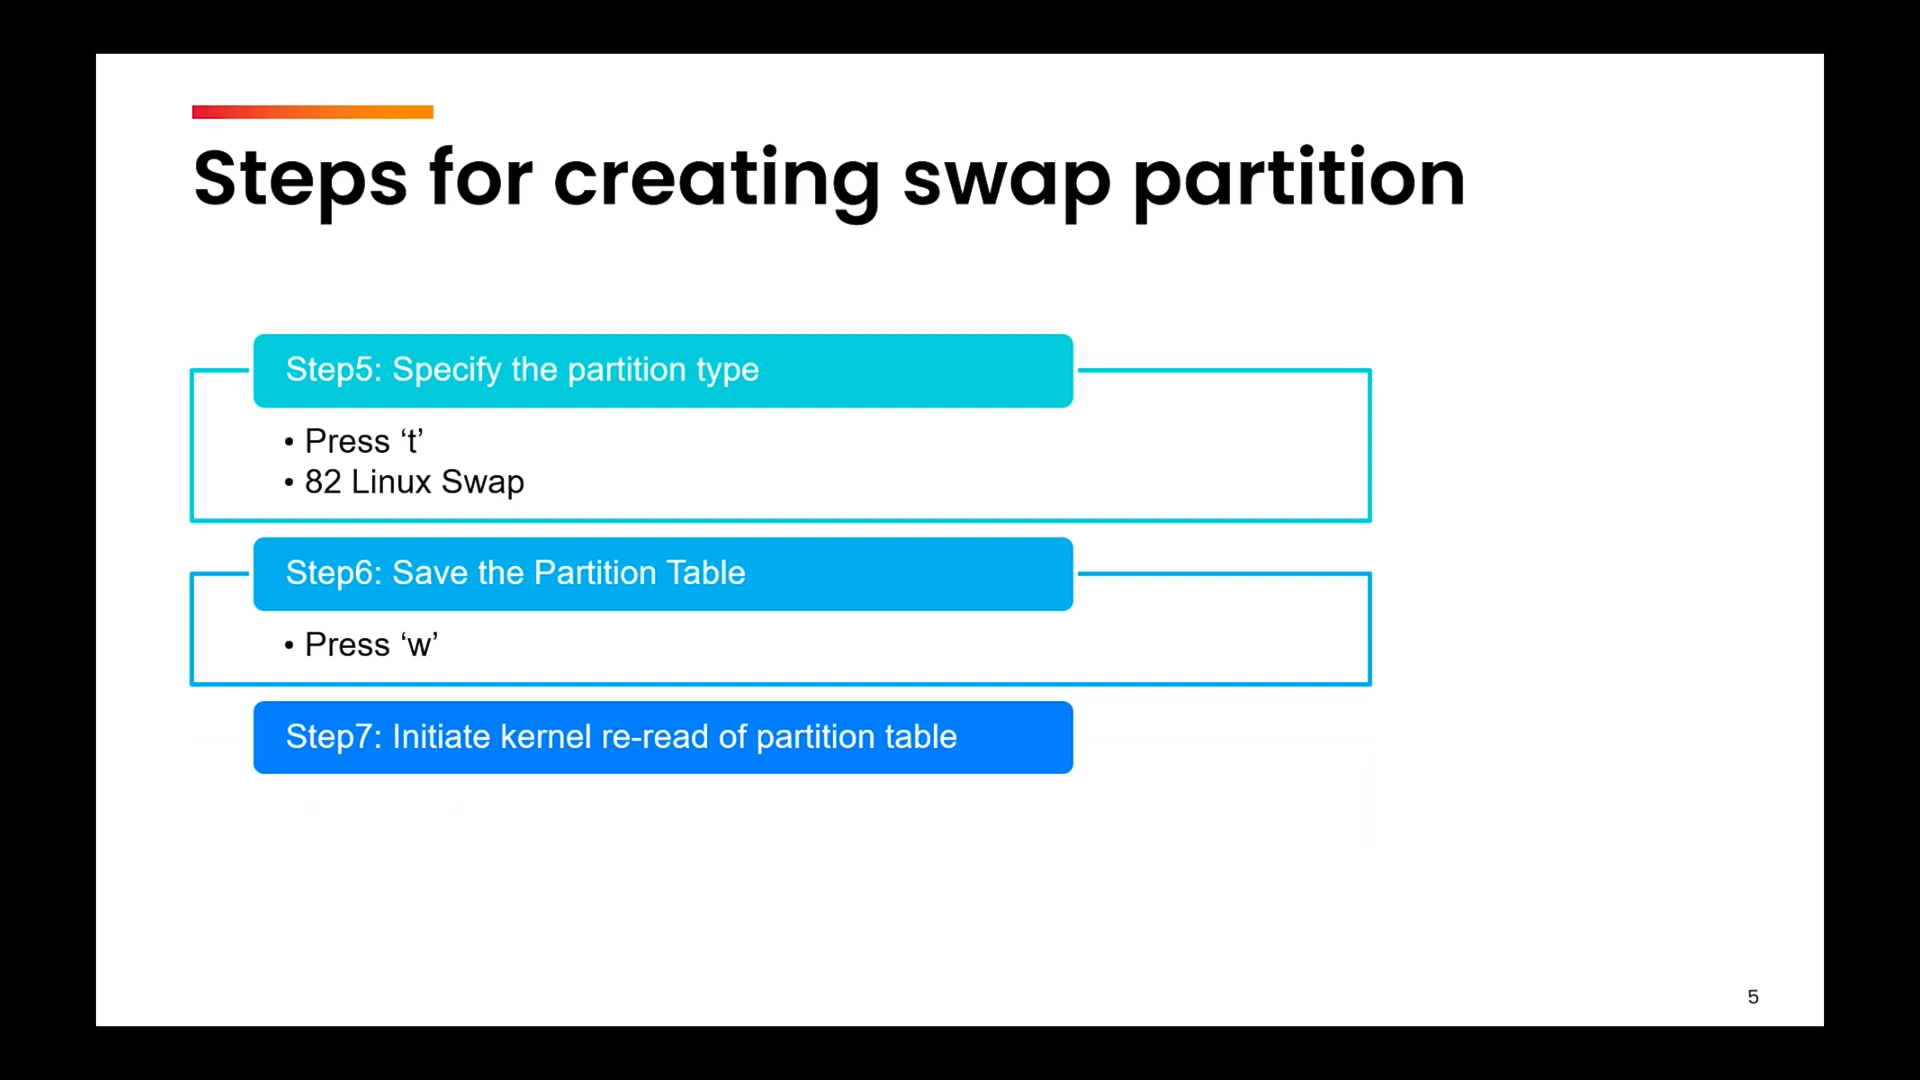 Steps for creating swap partition
Step5: Specify the partition type
• Press ‘t’
• 82 Linux Swap
Step6: Save the Partition Table
• Press ‘w’
Step7: Initiate kernel re-read of partition table
5